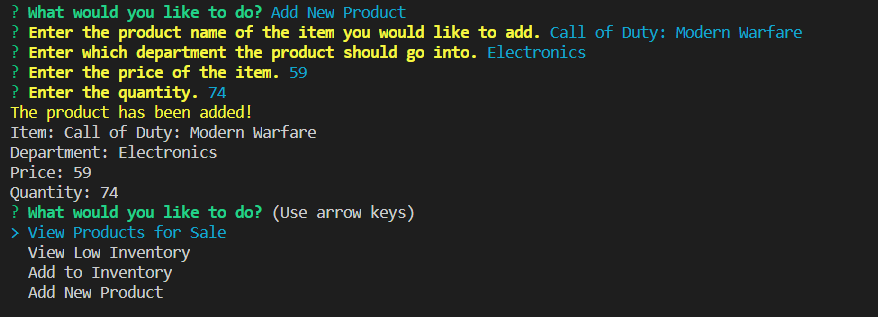 ? What would you like to do? Add New Product
? Enter the product name of the item you would like to add. Call of Duty: Modern Warfare
? Enter which department the product should go into. Electronics
? Enter the price of the item. 59
? Enter the quantity. 74
The product has been added!
Item: Call of Duty: Modern Warfare
Department: Electronics
Price: 59
Quantity: 74
? What would you like to do? (Use arrow keys)
> View Products for Sale
View Low Inventory
Add to Inventory
Add New Product